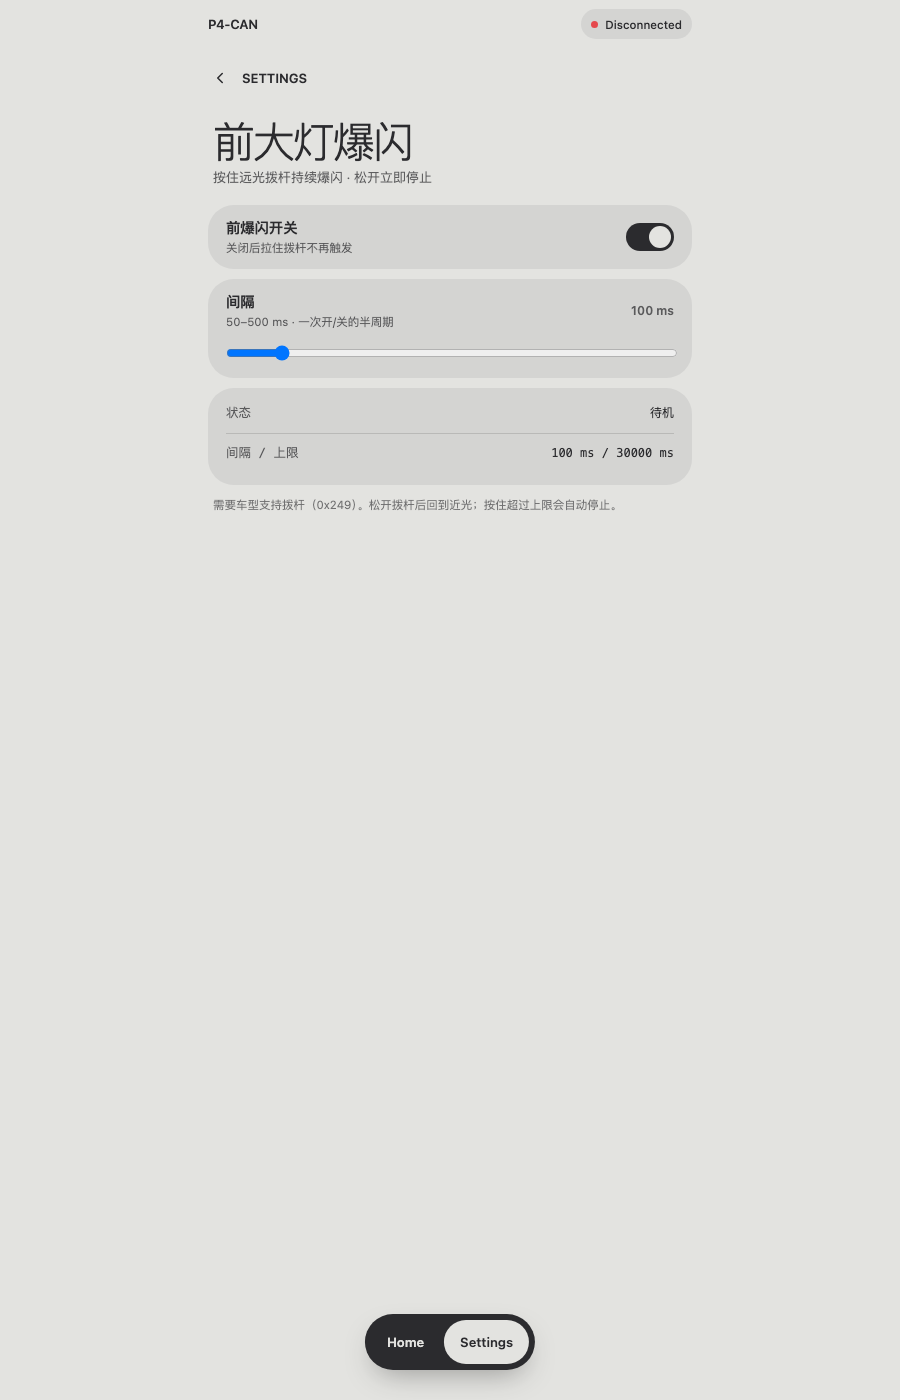 P4-CAN
Disconnected
SETTINGS
前大灯爆闪
按住远光拨杆持续爆闪 · 松开立即停止
前爆闪开关
关闭后拉住拨杆不再触发
间隔
50–500 ms · 一次开/关的半周期
100 ms
状态
待机
间隔 / 上限
100 ms / 30000 ms
需要车型支持拨杆（0x249）。松开拨杆后回到近光；按住超过上限会自动停止。
Home
Settings